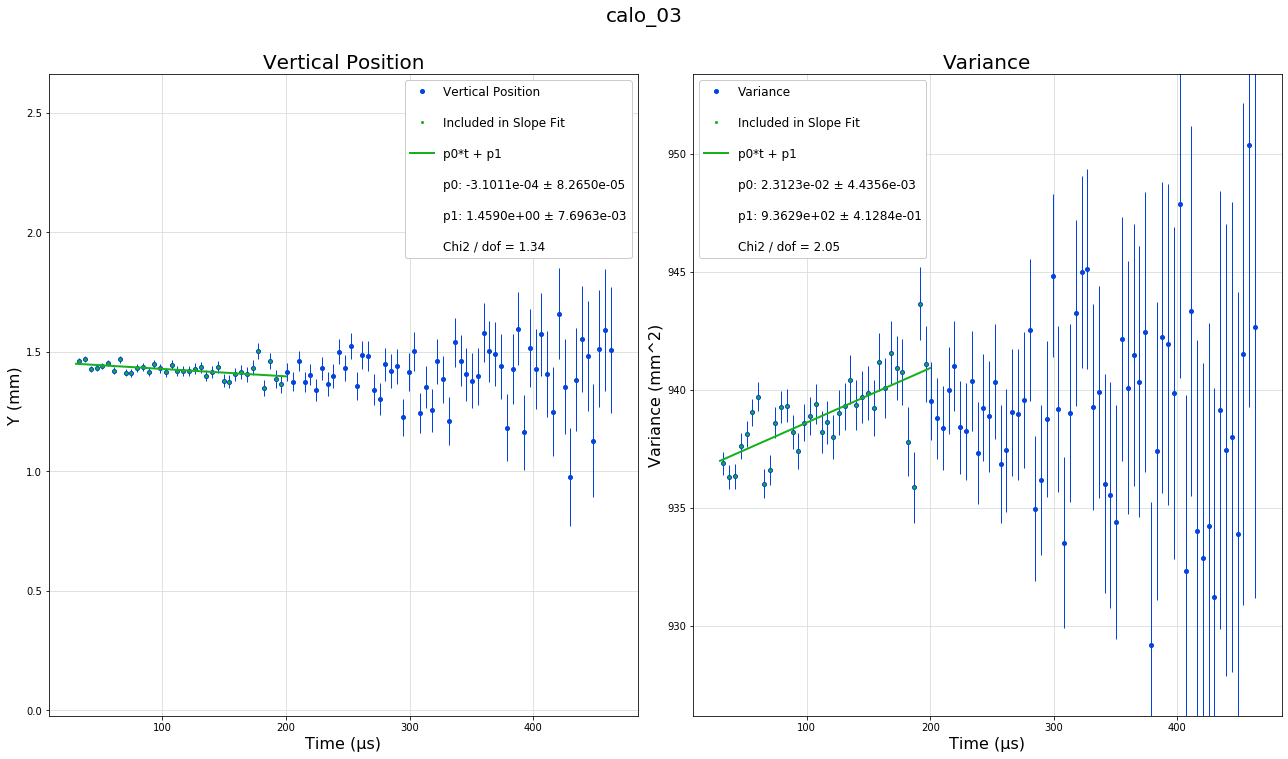 calo_03
Vertical Position
Y (mm)
2.5
2.0
1.5
1.0
0.5
0.0
100
200
300
400
Time (µs)
Vertical Position
Included in Slope Fit
p0*t + p1
p0: -3.1011e-04 ± 8.2650e-05
p1: 1.4590e+00 ± 7.6963e-03
Chi2 / dof = 1.34
Variance
Variance (mm^2)
950
945
940
935
930
100
200
300
400
Time (µs)
Variance
Included in Slope Fit
p0*t + p1
p0: 2.3123e-02 ± 4.4356e-03
p1: 9.3629e+02 ± 4.1284e-01
Chi2 / dof = 2.05